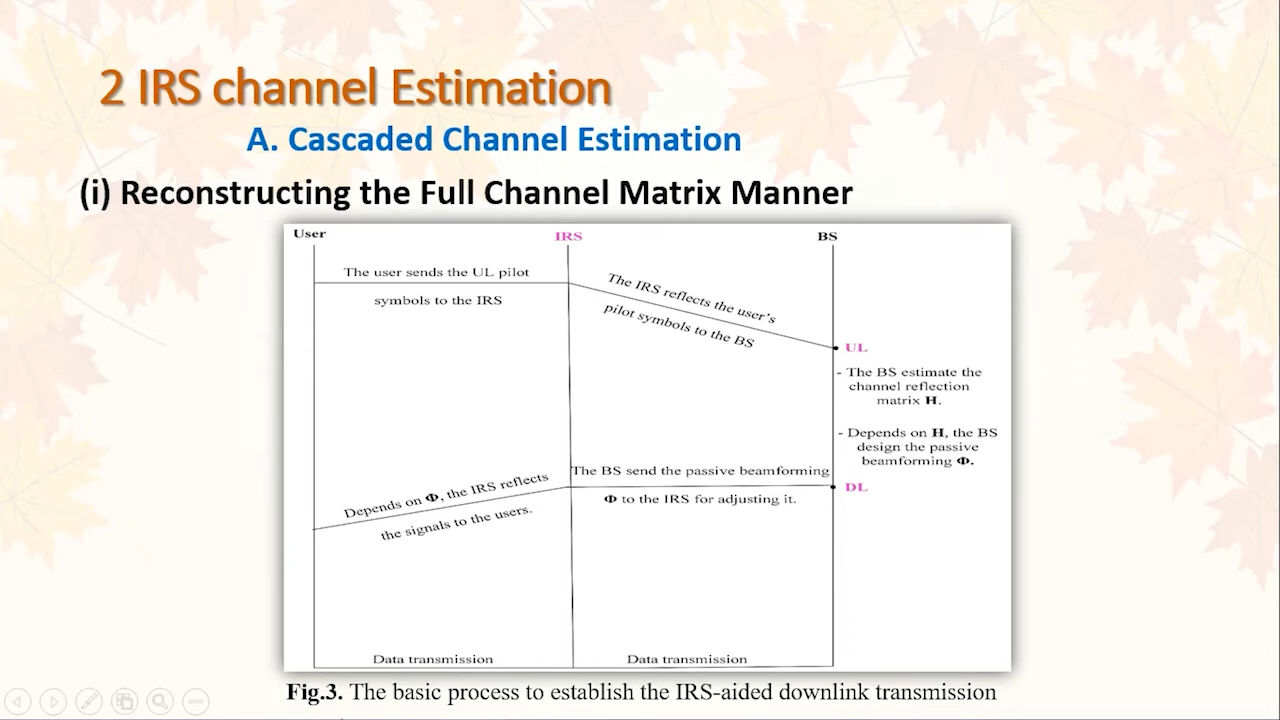 2 IRS channel Estimation
A. Cascaded Channel Estimation
(i) Reconstructing the Full Channel Matrix Manner
User
IRS
BS
The user sends the UL pilot
symbols to the IRS
The IRS reflects the user's
pilot symbols to the BS
UL
- The BS estimate the
channel reflection
matrix H.
- Depends on H, the BS
design the passive
beamforming Φ.
The BS send the passive beamforming
Φ to the IRS for adjusting it.
DL
Depends on Φ, the IRS reflects
the signals to the users.
Data transmission
Data transmission
Fig.3. The basic process to establish the IRS-aided downlink transmission